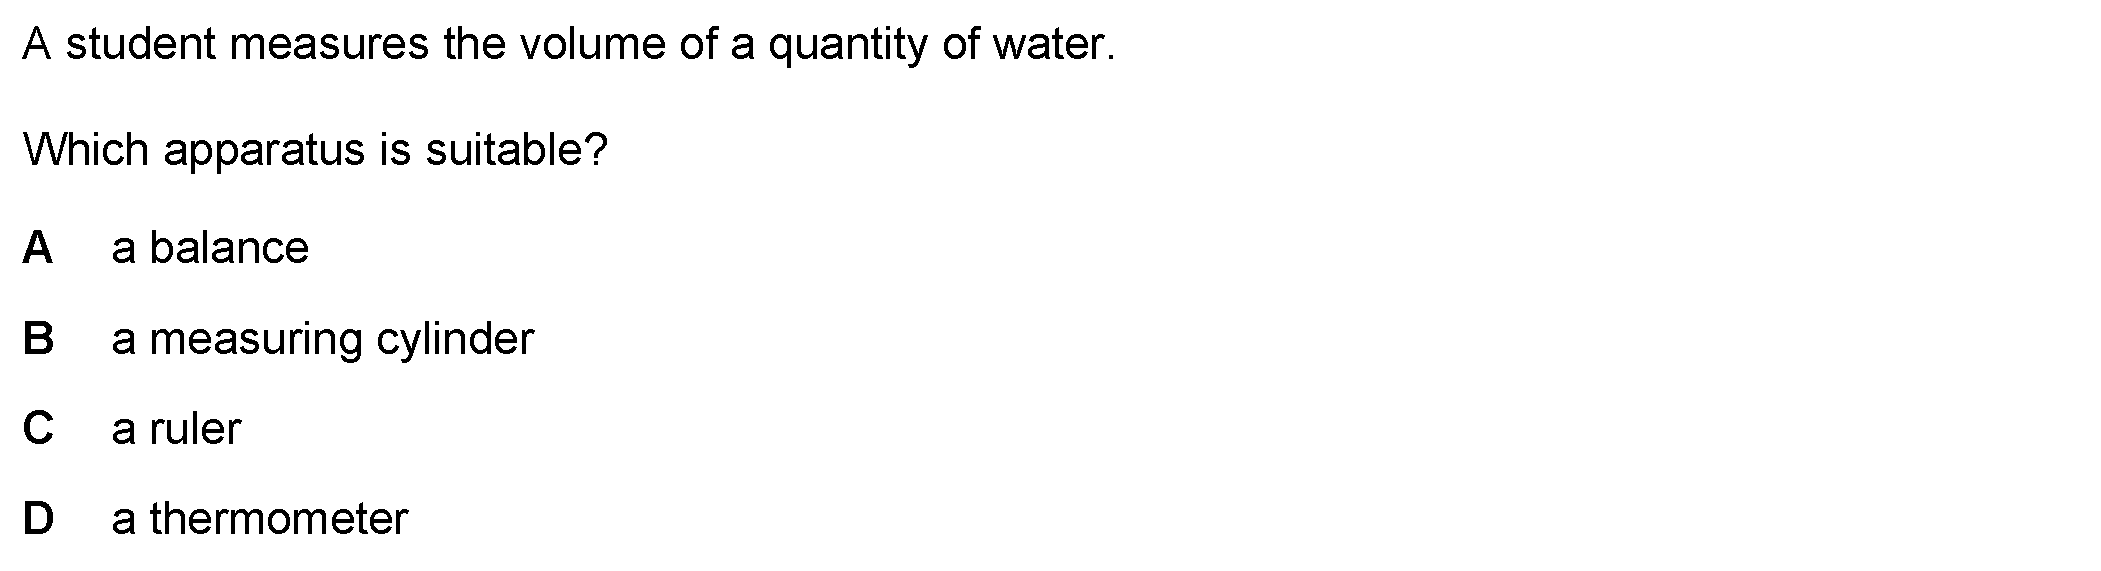 A student measures the volume of a quantity of water.
Which apparatus is suitable?
A a balance
B a measuring cylinder
C a ruler
D a thermometer